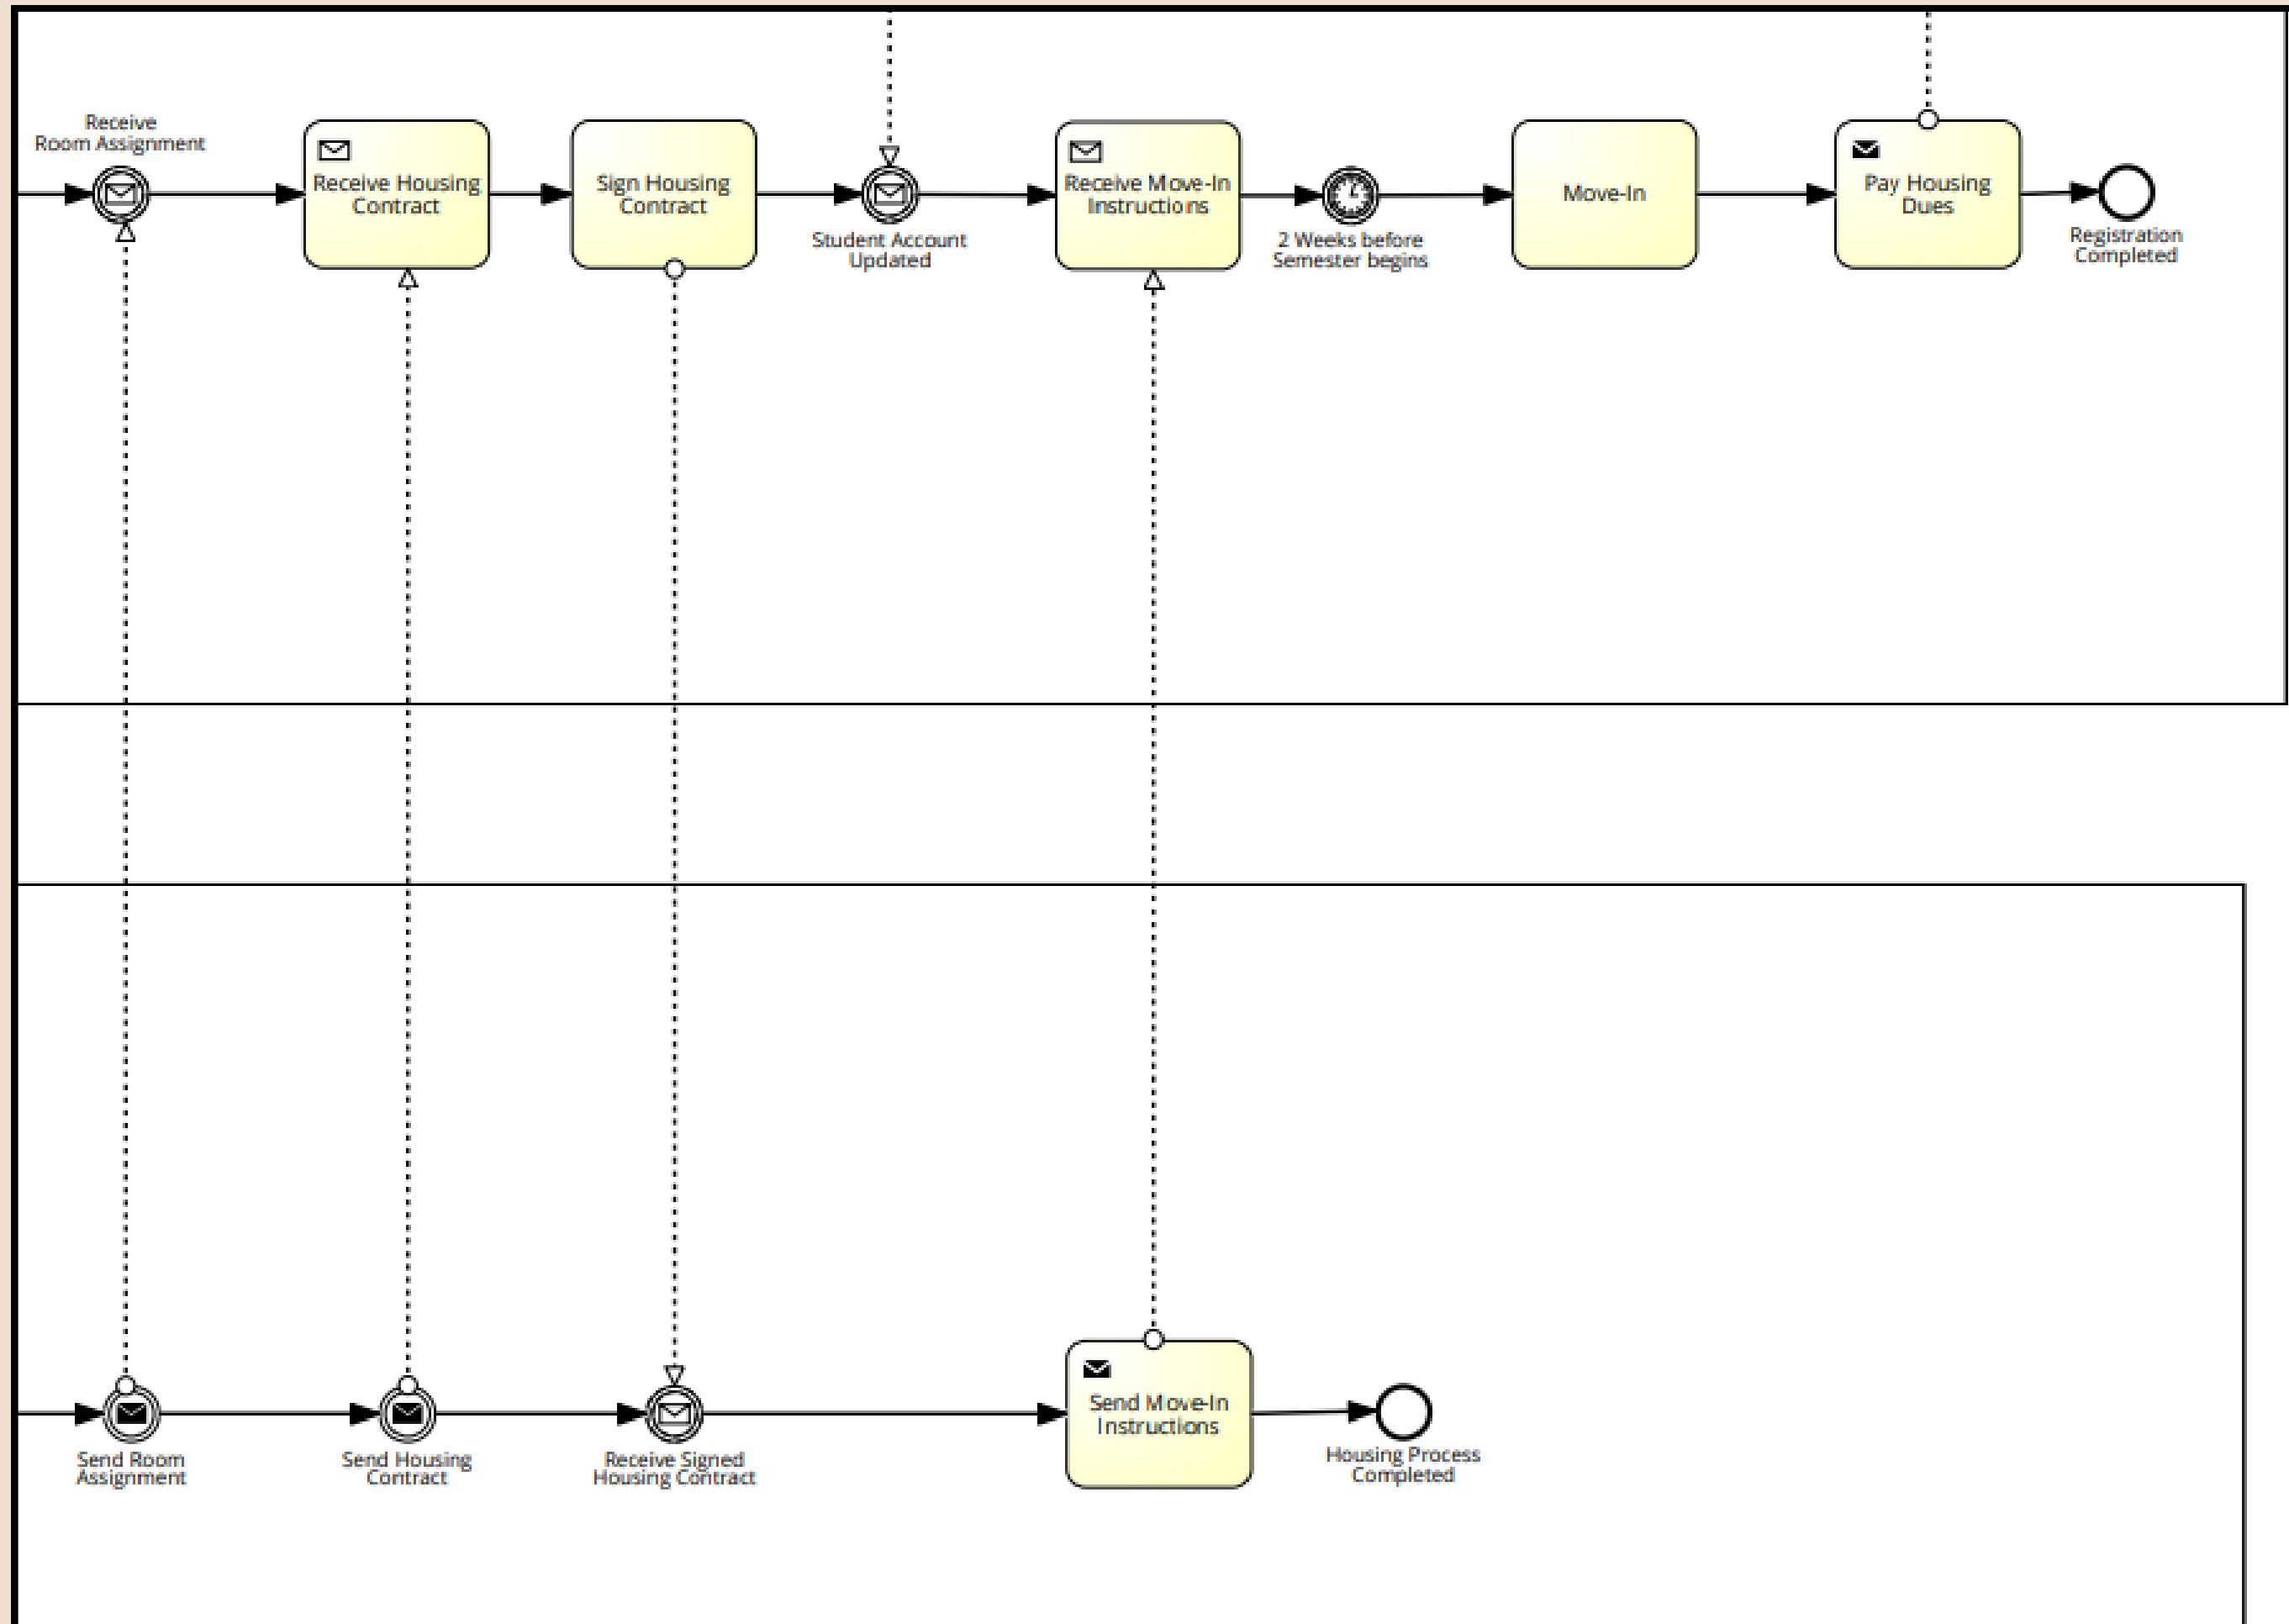 Receive
Room Assignment
Receive Housing
Contract
Sign Housing
Contract
Student Account
Updated
Receive Move-In
Instructions
2 Weeks before
Semester begins
Move-In
Pay Housing
Dues
Registration
Completed
Send Room
Assignment
Send Housing
Contract
Receive Signed
Housing Contract
Send Move-In
Instructions
Housing Process
Completed